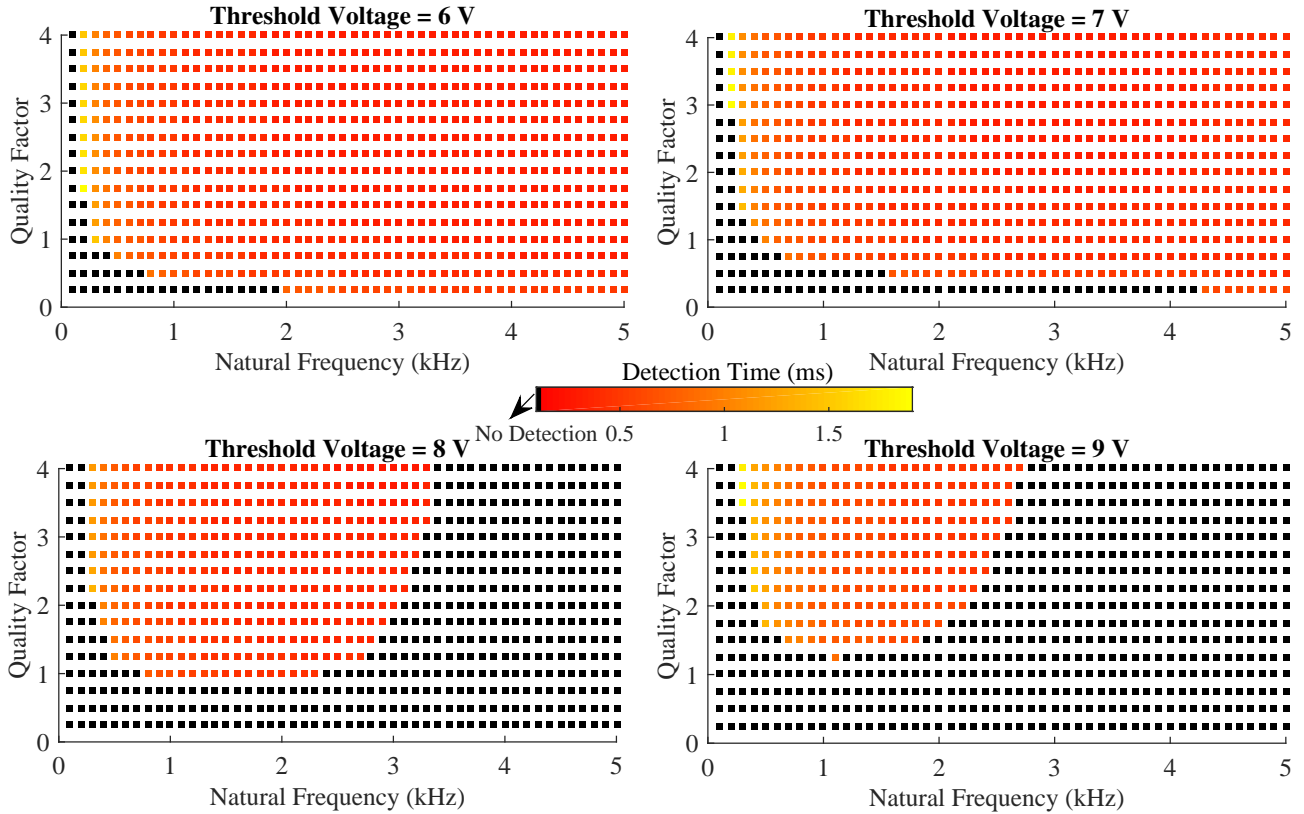 Threshold Voltage = 6 V
Quality Factor
4
3
2
1
0
0 1 2 3 4 5
Natural Frequency (kHz)
Threshold Voltage = 7 V
Quality Factor
4
3
2
1
0
0 1 2 3 4 5
Natural Frequency (kHz)
Detection Time (ms)
No Detection 0.5 1 1.5
Threshold Voltage = 8 V
Quality Factor
4
3
2
1
0
0 1 2 3 4 5
Natural Frequency (kHz)
Threshold Voltage = 9 V
Quality Factor
4
3
2
1
0
0 1 2 3 4 5
Natural Frequency (kHz)